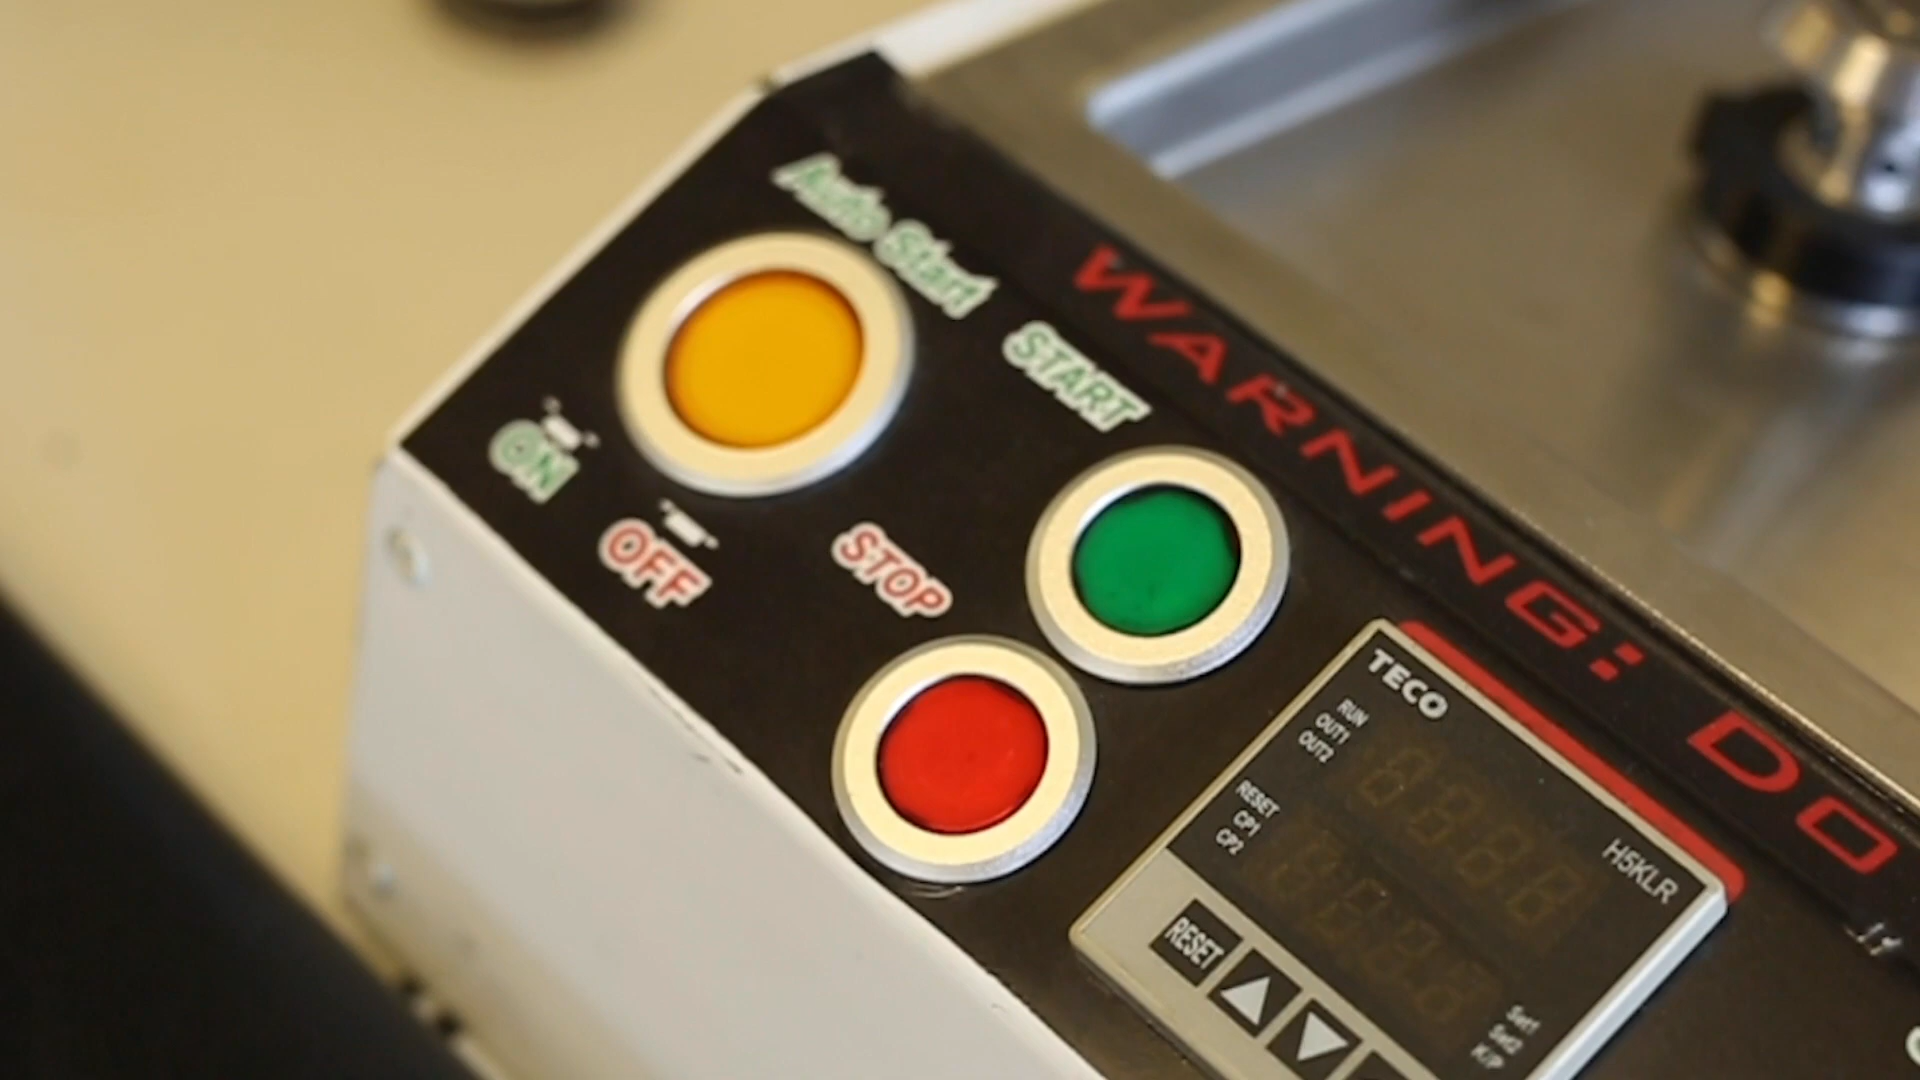 Auto Start
START
WARNING: DO
ON
OFF
STOP
TECO
RUN
OUT1
OUT2
RESET
CP1
CP2
H5KLR
RESET
Set1
Set2